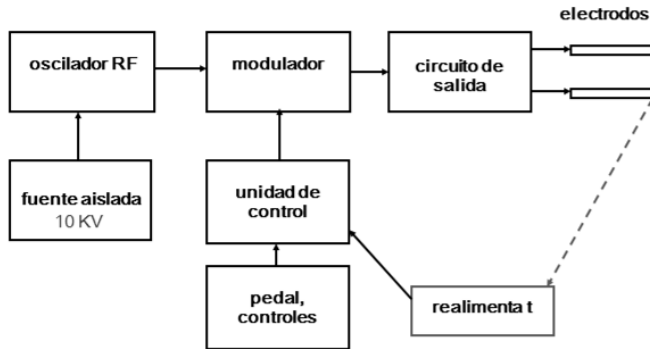 electrodos
oscilador RF
modulador
circuito de
salida
fuente aislada
10 KV
unidad de
control
pedal,
controles
realimenta t